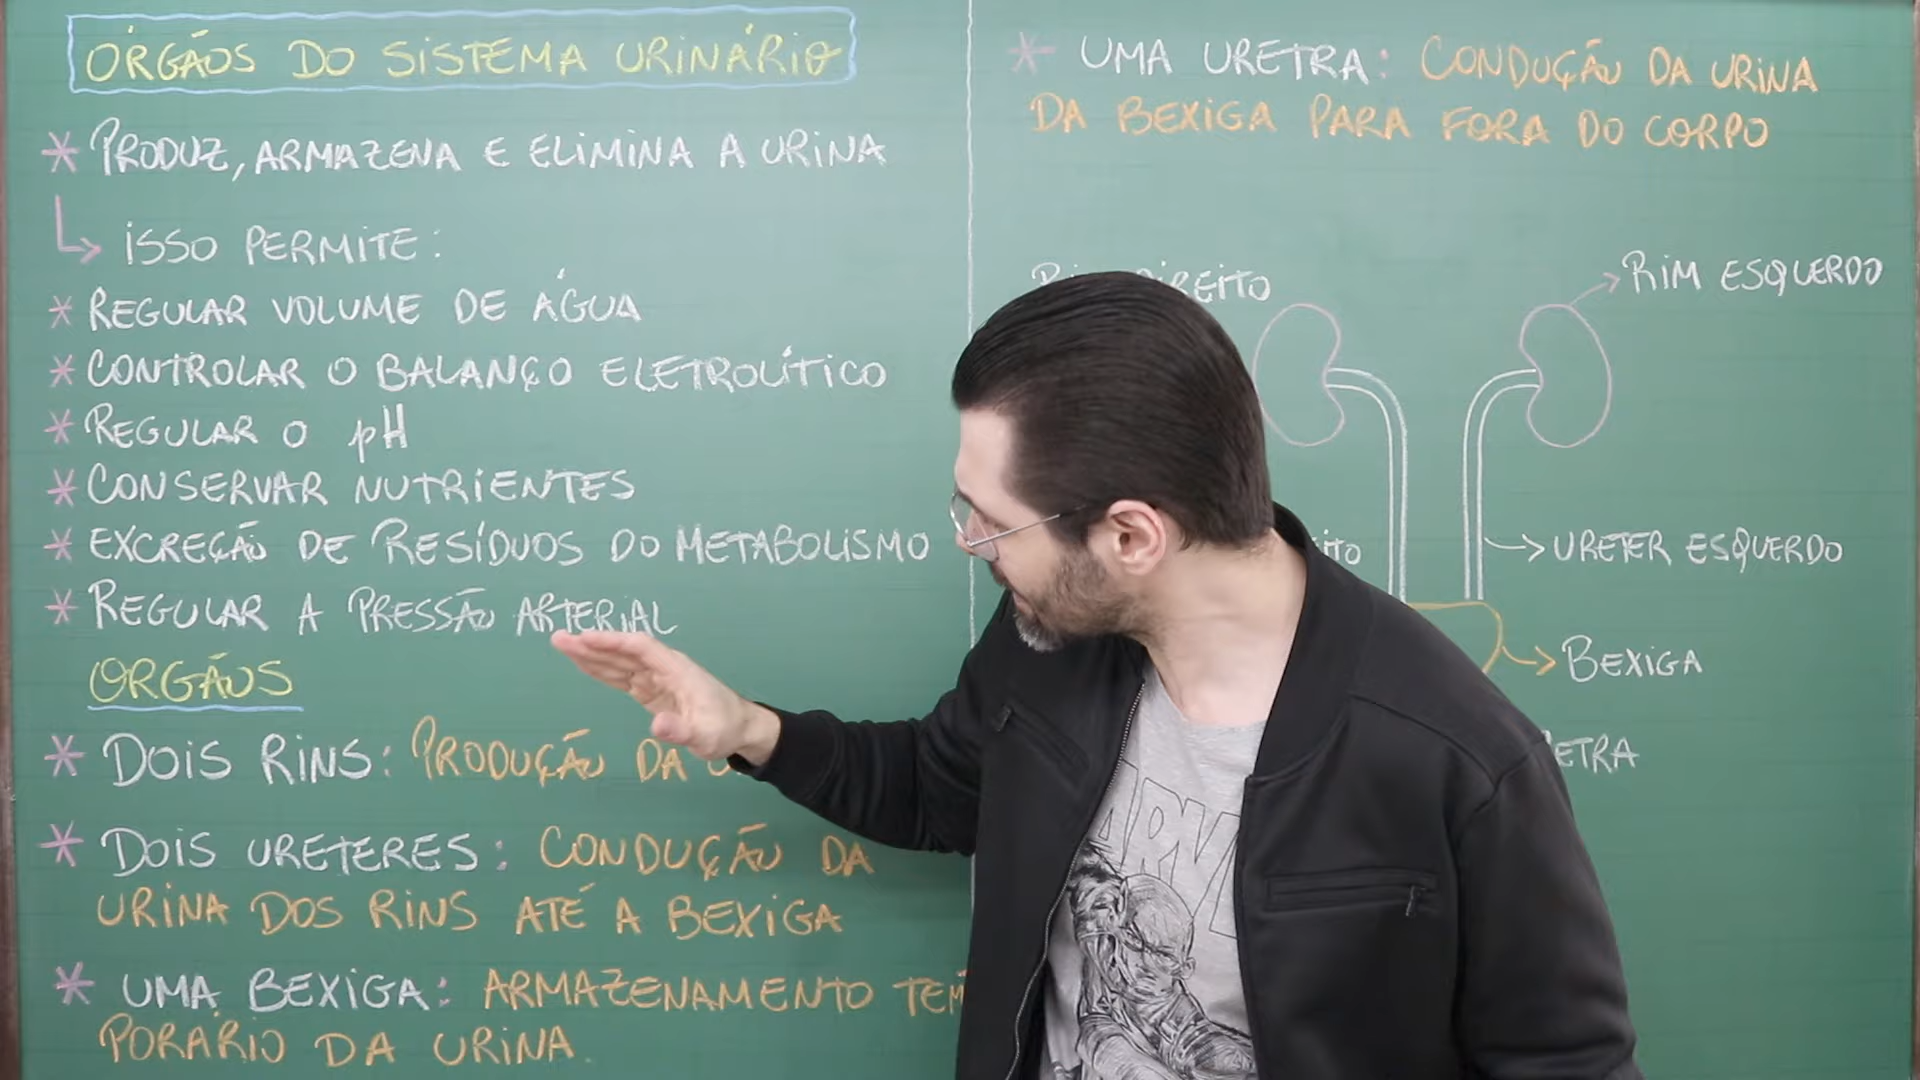 ÓRGÃOS DO SISTEMA URINÁRIO
* PRODUZ, ARMAZENA E ELIMINA A URINA
ISSO PERMITE:
* REGULAR VOLUME DE ÁGUA
* CONTROLAR O BALANÇO ELETROLÍTICO
* REGULAR O pH
* CONSERVAR NUTRIENTES
* EXCREÇÃO DE RESÍDUOS DO METABOLISMO
* REGULAR A PRESSÃO ARTERIAL
ORGÃOS
* DOIS RINS: PRODUÇÃO DA
* DOIS URETERES: CONDUÇÃO DA
URINA DOS RINS ATÉ A BEXIGA
* UMA BEXIGA: ARMAZENAMENTO TEM
PORÁRIO DA URINA.
* UMA URETRA: CONDUÇÃO DA URINA
DA BEXIGA PARA FORA DO CORPO
RIM ESQUERDO
URETER ESQUERDO
BEXIGA